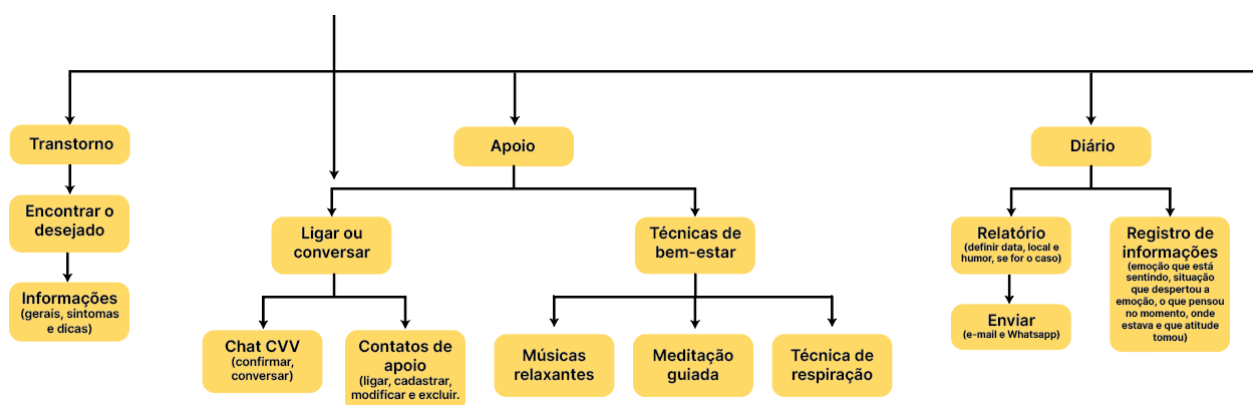 Transtorno
Apoio
Diário
Encontrar o
desejado
Ligar ou
conversar
Técnicas de
bem-estar
Relatório
(definir data, local e
humor, se for o caso)
Registro de
informações
(emoção que está
sentindo, situação
que despertou a
emoção, o que pensou
no momento, onde
estava e que atitude
tomou)
Informações
(gerais, sintomas
e dicas)
Chat CVV
(confirmar,
conversar)
Contatos de
apoio
(ligar, cadastrar,
modificar e excluir.
Músicas
relaxantes
Meditação
guiada
Técnica de
respiração
Enviar
(e-mail e Whatsapp)